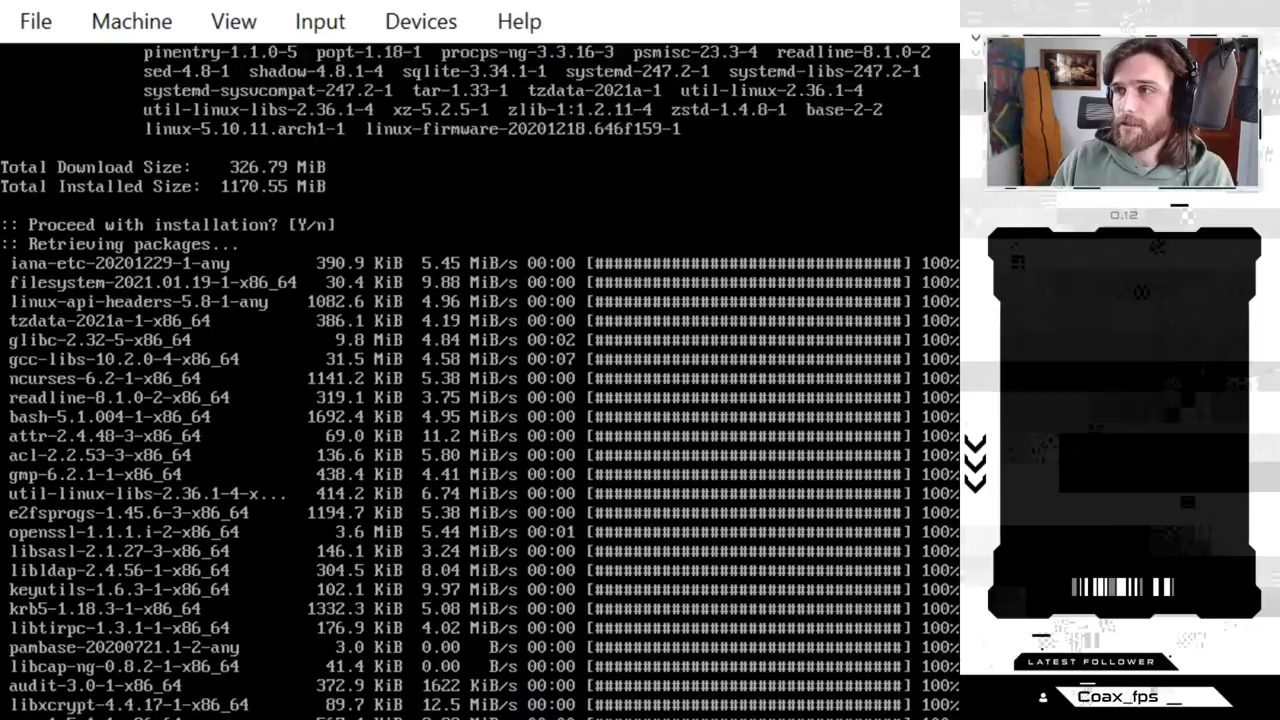 File Machine View Input Devices Help
pinentry-1.1.0-5 popt-1.18-1 procps-ng-3.3.16-3 psmisc-23.3-4 readline-8.1.0-2
sed-4.8-1 shadow-4.8.1-4 sqlite-3.34.1-1 systemd-247.2-1 systemd-libs-247.2-1
systemd-sysvcompat-247.2-1 tar-1.33-1 tzdata-2021a-1 util-linux-2.36.1-4
util-linux-libs-2.36.1-4 xz-5.2.5-1 zlib-1:1.2.11-4 zstd-1.4.8-1 base-2-2
linux-5.10.11.arch1-1 linux-firmware-20201218.646f159-1
Total Download Size: 326.79 MiB
Total Installed Size: 1170.55 MiB
:: Proceed with installation? [Y/n]
:: Retrieving packages...
iana-etc-20201229-1-any 390.9 KiB 5.45 MiB/s 00:00 [################################] 100%
filesystem-2021.01.19-1-x86_64 30.4 KiB 9.88 MiB/s 00:00 [################################] 100%
linux-api-headers-5.8-1-any 1082.6 KiB 4.96 MiB/s 00:00 [################################] 100%
tzdata-2021a-1-x86_64 386.1 KiB 4.19 MiB/s 00:00 [################################] 100%
glibc-2.32-5-x86_64 9.8 MiB 4.84 MiB/s 00:02 [################################] 100%
gcc-libs-10.2.0-4-x86_64 31.5 MiB 4.58 MiB/s 00:07 [################################] 100%
ncurses-6.2-1-x86_64 1141.2 KiB 5.38 MiB/s 00:00 [################################] 100%
readline-8.1.0-2-x86_64 319.1 KiB 3.75 MiB/s 00:00 [################################] 100%
bash-5.1.004-1-x86_64 1692.4 KiB 4.95 MiB/s 00:00 [################################] 100%
attr-2.4.48-3-x86_64 69.0 KiB 11.2 MiB/s 00:00 [################################] 100%
acl-2.2.53-3-x86_64 136.6 KiB 5.80 MiB/s 00:00 [################################] 100%
gmp-6.2.1-1-x86_64 438.4 KiB 4.41 MiB/s 00:00 [################################] 100%
util-linux-libs-2.36.1-4-x... 414.2 KiB 6.74 MiB/s 00:00 [################################] 100%
e2fsprogs-1.45.6-3-x86_64 1194.7 KiB 5.38 MiB/s 00:00 [################################] 100%
openssl-1.1.1.i-2-x86_64 3.6 MiB 5.44 MiB/s 00:01 [################################] 100%
libsasl-2.1.27-3-x86_64 146.1 KiB 3.24 MiB/s 00:00 [################################] 100%
libldap-2.4.56-1-x86_64 304.5 KiB 8.04 MiB/s 00:00 [################################] 100%
keyutils-1.6.3-1-x86_64 102.1 KiB 9.97 MiB/s 00:00 [################################] 100%
krb5-1.18.3-1-x86_64 1332.3 KiB 5.08 MiB/s 00:00 [################################] 100%
libtirpc-1.3.1-1-x86_64 176.9 KiB 4.02 MiB/s 00:00 [################################] 100%
pambase-20200721.1-2-any 3.0 KiB 0.00 B/s 00:00 [################################] 100%
libcap-ng-0.8.2-1-x86_64 41.4 KiB 0.00 B/s 00:00 [################################] 100%
audit-3.0-1-x86_64 372.9 KiB 1622 KiB/s 00:00 [################################] 100%
libxcrypt-4.4.17-1-x86_64 89.7 KiB 12.5 MiB/s 00:00 [################################] 100%
0.12
LATEST FOLLOWER
Coax_fps